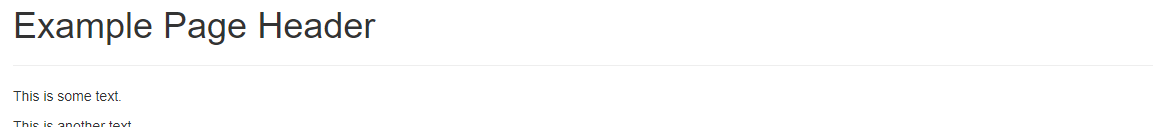 Example Page Header
This is some text.
This is another text